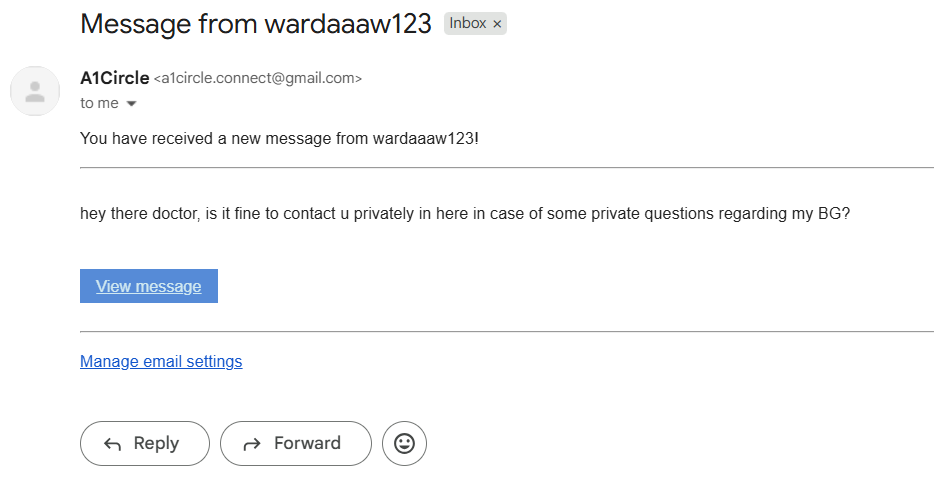 Message from wardaaaw123 Inbox ×
A1Circle <a1circle.connect@gmail.com>
to me
You have received a new message from wardaaaw123!
hey there doctor, is it fine to contact u privately in here in case of some private questions regarding my BG?
View message
Manage email settings
Reply Forward